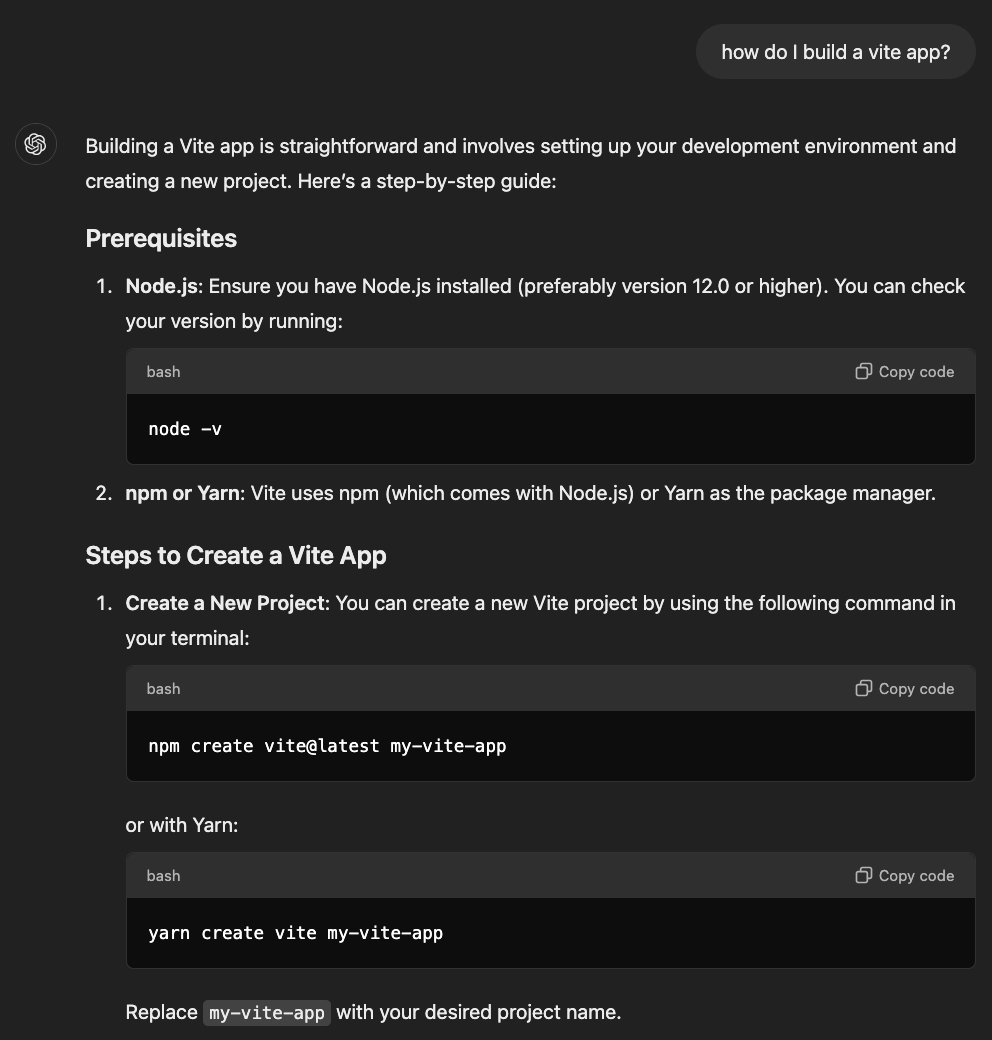 how do I build a vite app?
Building a Vite app is straightforward and involves setting up your development environment and
creating a new project. Here’s a step-by-step guide:
Prerequisites
1. Node.js: Ensure you have Node.js installed (preferably version 12.0 or higher). You can check
your version by running:
bash
Copy code
node -v
2. npm or Yarn: Vite uses npm (which comes with Node.js) or Yarn as the package manager.
Steps to Create a Vite App
1. Create a New Project: You can create a new Vite project by using the following command in
your terminal:
bash
Copy code
npm create vite@latest my-vite-app
or with Yarn:
bash
Copy code
yarn create vite my-vite-app
Replace my-vite-app with your desired project name.